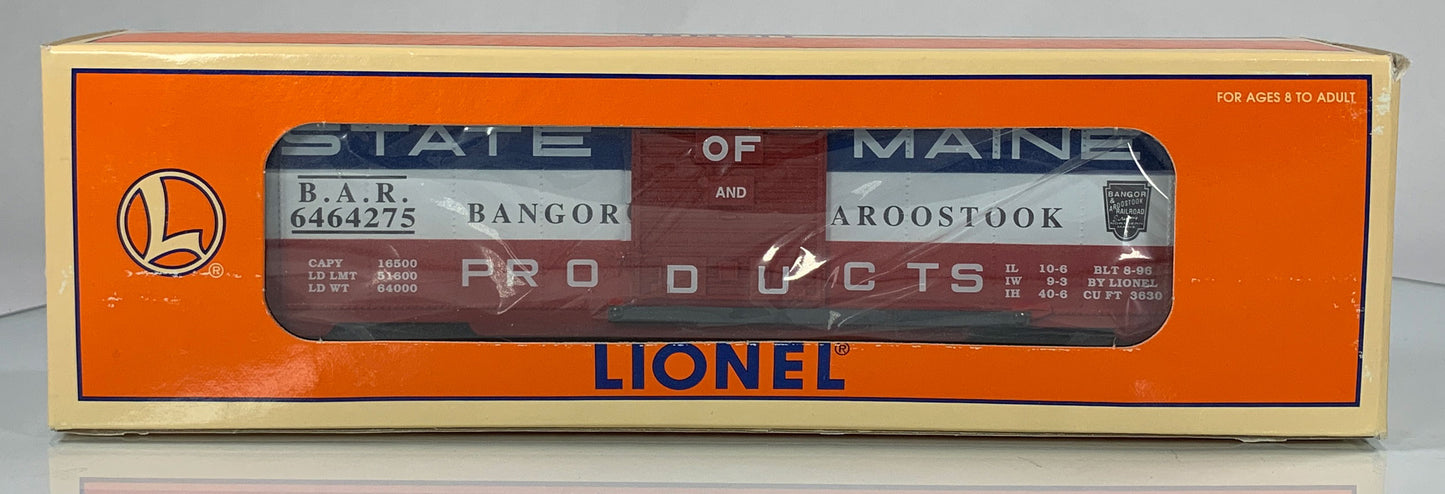 LIONEL
FOR AGES 8 TO ADULT
STATE OF MAINE
B.A.R.
6464275
BANGOR AND AROOSTOOK
BANGOR
&
AROOSTOOK
RAILROAD
PRODUCTS
CAPY 16500
LD LMT 51600
LD WT 64000
IL 10-6
IW 9-3
IH 40-6
BLT 8-96
BY LIONEL
CU FT 3630
L®
LIONEL®